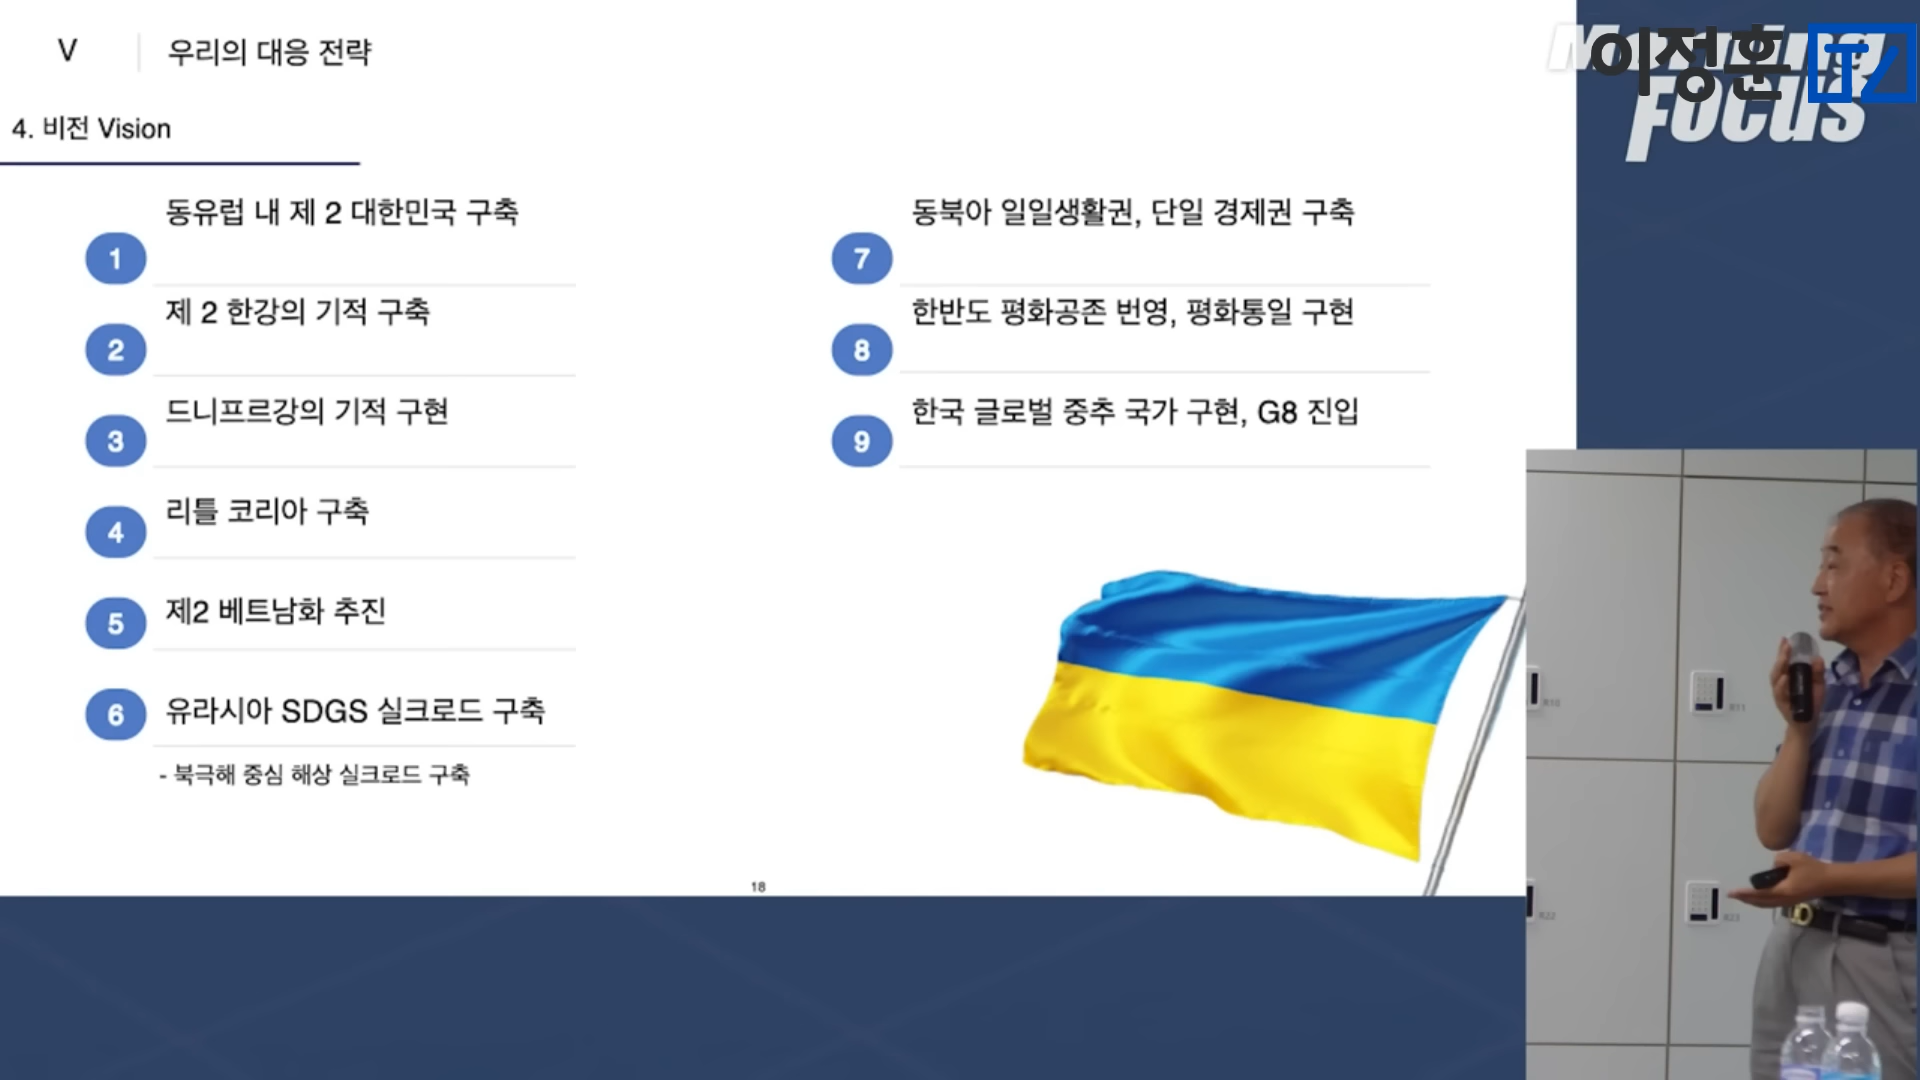 V
우리의 대응 전략
4. 비전 Vision
1
동유럽 내 제 2 대한민국 구축
2
제 2 한강의 기적 구축
3
드니프르강의 기적 구현
4
리틀 코리아 구축
5
제2 베트남화 추진
6
유라시아 SDGS 실크로드 구축
- 북극해 중심 해상 실크로드 구축
7
동북아 일일생활권, 단일 경제권 구축
8
한반도 평화공존 번영, 평화통일 구현
9
한국 글로벌 중추 국가 구현, G8 진입
18
Morning
Focus
이정훈 TV
R10
R11
R22
R23